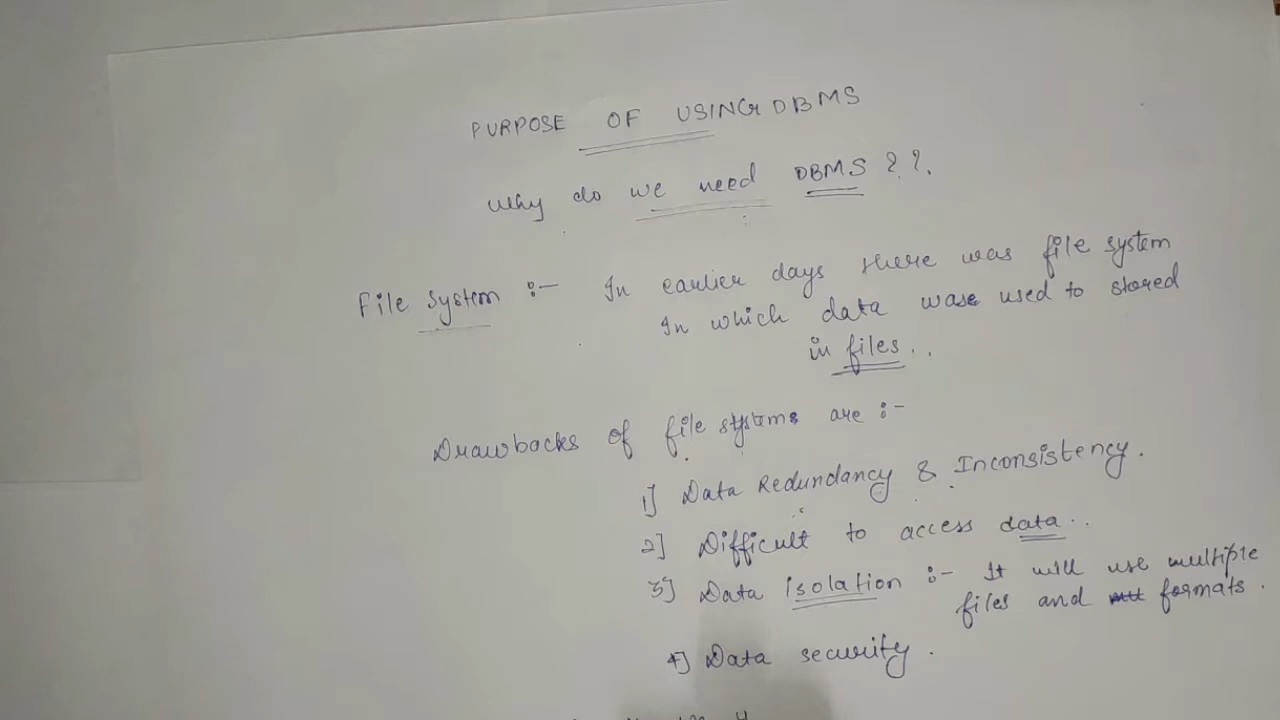 PURPOSE OF USING DBMS
Why do we need DBMS ??.
File System :- In earlier days there was file system
In which data was used to stored
in files..
Drawbacks of file systems are :-
1] Data Redundancy & Inconsistency.
2] Difficult to access data..
3] Data Isolation :- It will use multiple
files and formats.
4] Data security.